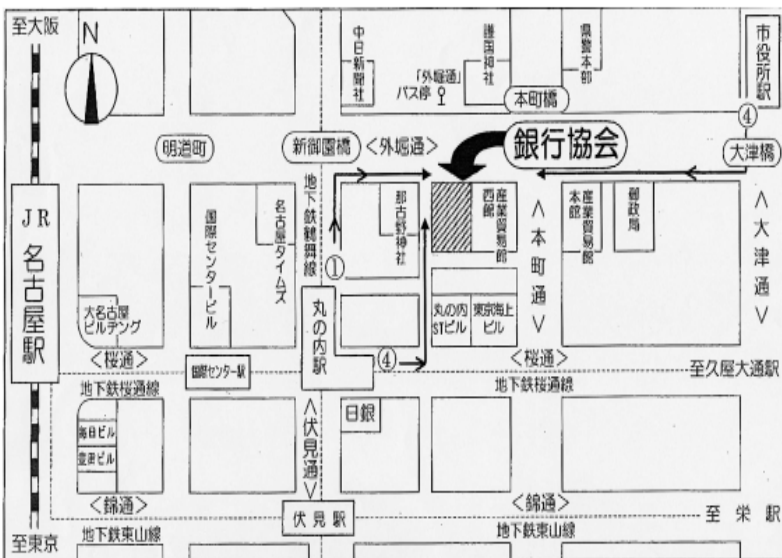 至大阪
N
中日新聞社
「外堀通」
バス停
護国神社
県警本部
市役所駅
④
本町橋
明道町
新御園橋
〈外堀通〉
銀行協会
大津橋
JR名古屋駅
国際センタービル
名古屋タイムズ
地下鉄鶴舞線
①
那古野神社
産業貿易館
西館
〈本町通〉
産業貿易館
本館
郵政局
〈大津通〉
大名古屋
ビルヂング
丸の内駅
丸の内
STビル
東京海上
ビル
〈桜通〉
国際センター駅
④
〈桜通〉
至久屋大通駅
地下鉄桜通線
地下鉄桜通線
毎日ビル
豊田ビル
〈伏見通〉
日銀
〈錦通〉
伏見駅
〈錦通〉
至栄駅
至東京
地下鉄東山線
地下鉄東山線